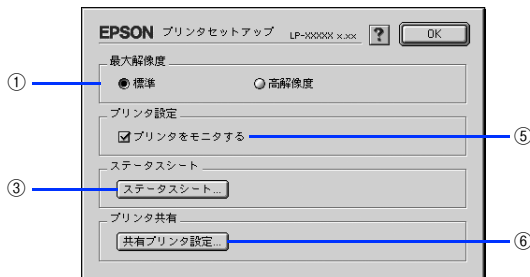 EPSON プリンタセットアップ LP-XXXXX x.xx ? OK
最大解像度
① 標準 高解像度
プリンタ設定
プリンタをモニタする ⑤
ステータスシート
③ ステータスシート...
プリンタ共有
共有プリンタ設定... ⑥